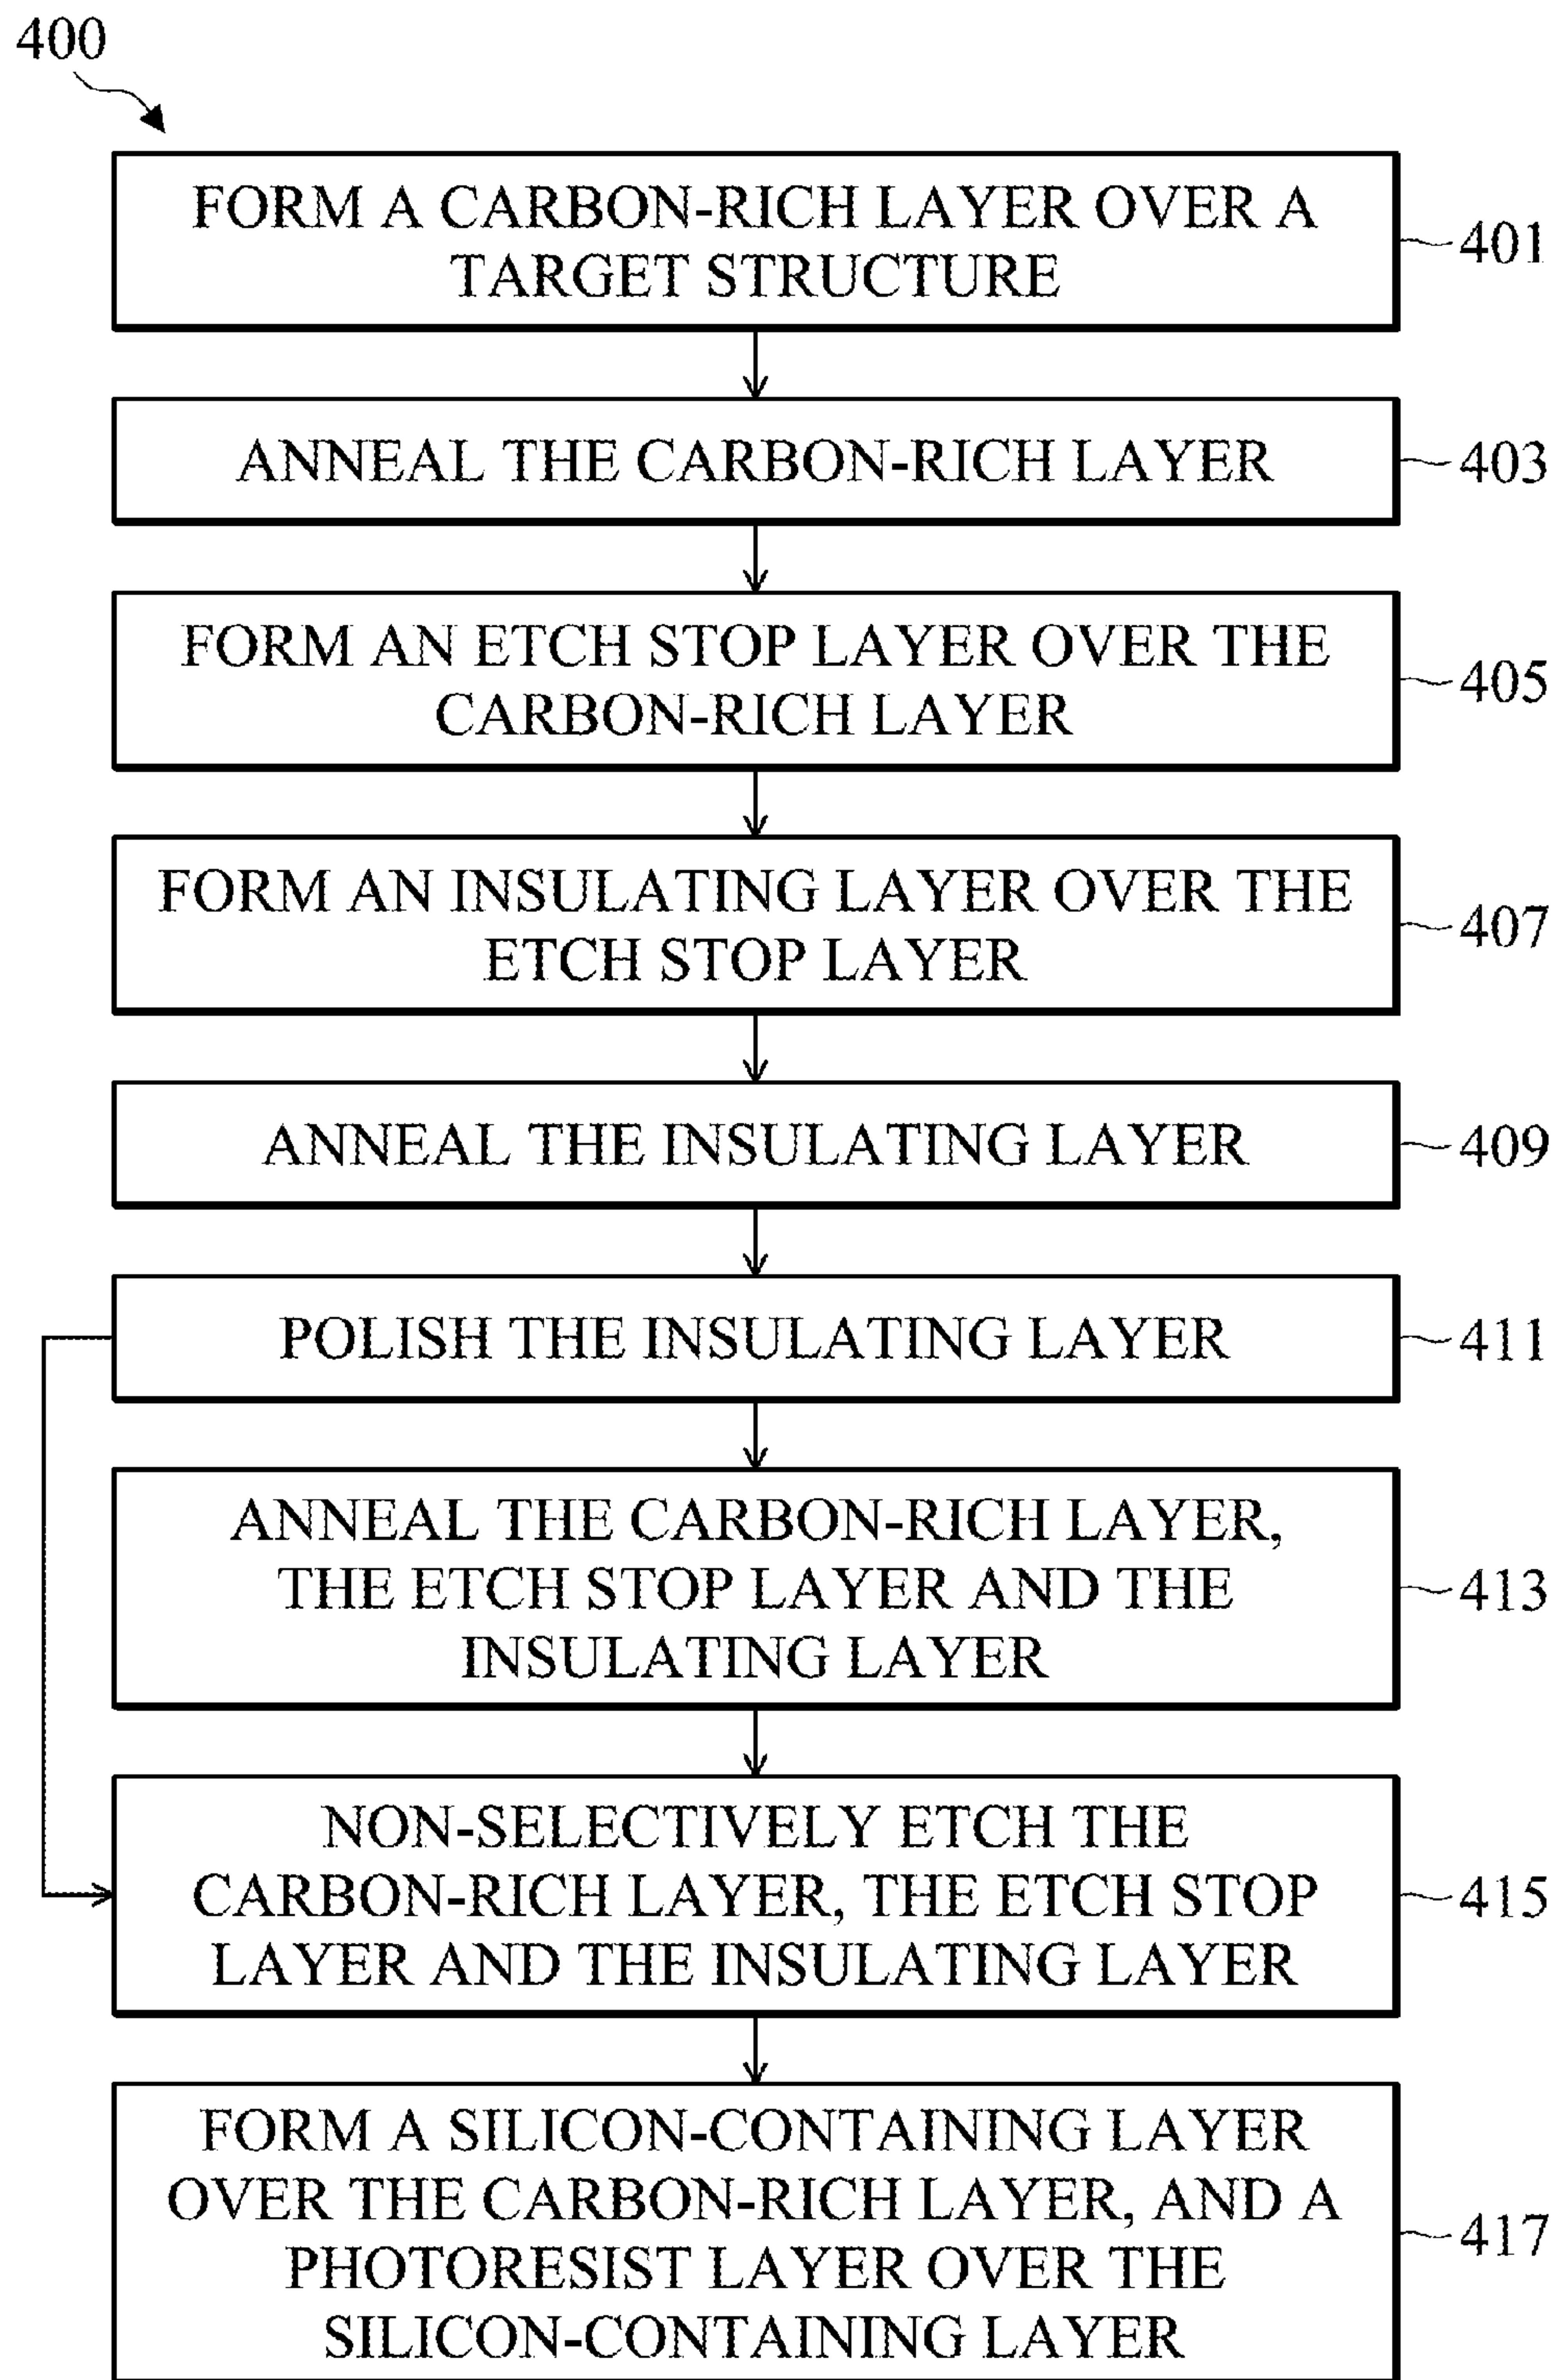 400
FORM A CARBON-RICH LAYER OVER A
TARGET STRUCTURE
401
ANNEAL THE CARBON-RICH LAYER
403
FORM AN ETCH STOP LAYER OVER THE
CARBON-RICH LAYER
405
FORM AN INSULATING LAYER OVER THE
ETCH STOP LAYER
407
ANNEAL THE INSULATING LAYER
409
POLISH THE INSULATING LAYER
411
ANNEAL THE CARBON-RICH LAYER,
THE ETCH STOP LAYER AND THE
INSULATING LAYER
413
NON-SELECTIVELY ETCH THE
CARBON-RICH LAYER, THE ETCH STOP
LAYER AND THE INSULATING LAYER
415
FORM A SILICON-CONTAINING LAYER
OVER THE CARBON-RICH LAYER, AND A
PHOTORESIST LAYER OVER THE
SILICON-CONTAINING LAYER
417